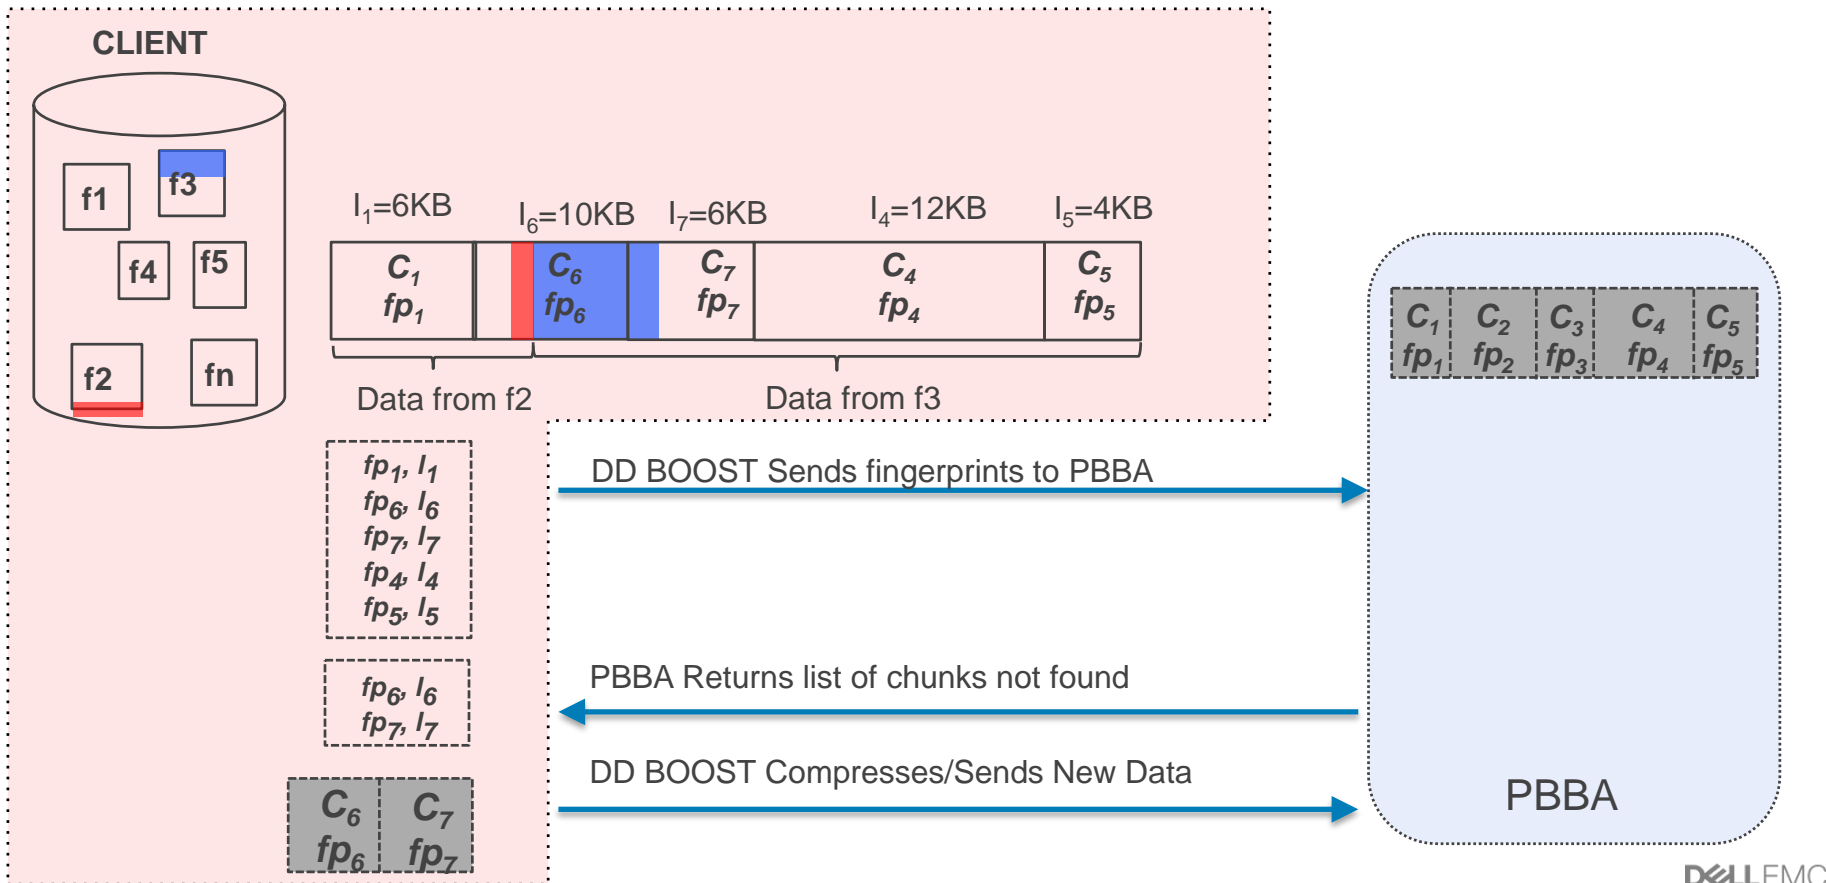 CLIENT
f1
f3
f4
f5
f2
fn
l1=6KB
l6=10KB
l7=6KB
l4=12KB
l5=4KB
C1
fp1
C6
fp6
C7
fp7
C4
fp4
C5
fp5
Data from f2
Data from f3
C1
fp1
C2
fp2
C3
fp3
C4
fp4
C5
fp5
fp1, l1
fp6, l6
fp7, l7
fp4, l4
fp5, l5
DD BOOST Sends fingerprints to PBBA
fp6, l6
fp7, l7
PBBA Returns list of chunks not found
DD BOOST Compresses/Sends New Data
C6
fp6
C7
fp7
PBBA
DELLEMC